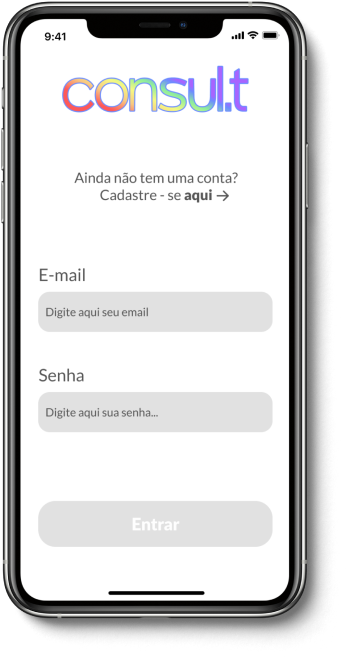 9:41
consul.t
Ainda não tem uma conta?
Cadastre - se aqui →
E-mail
Digite aqui seu email
Senha
Digite aqui sua senha...
Entrar